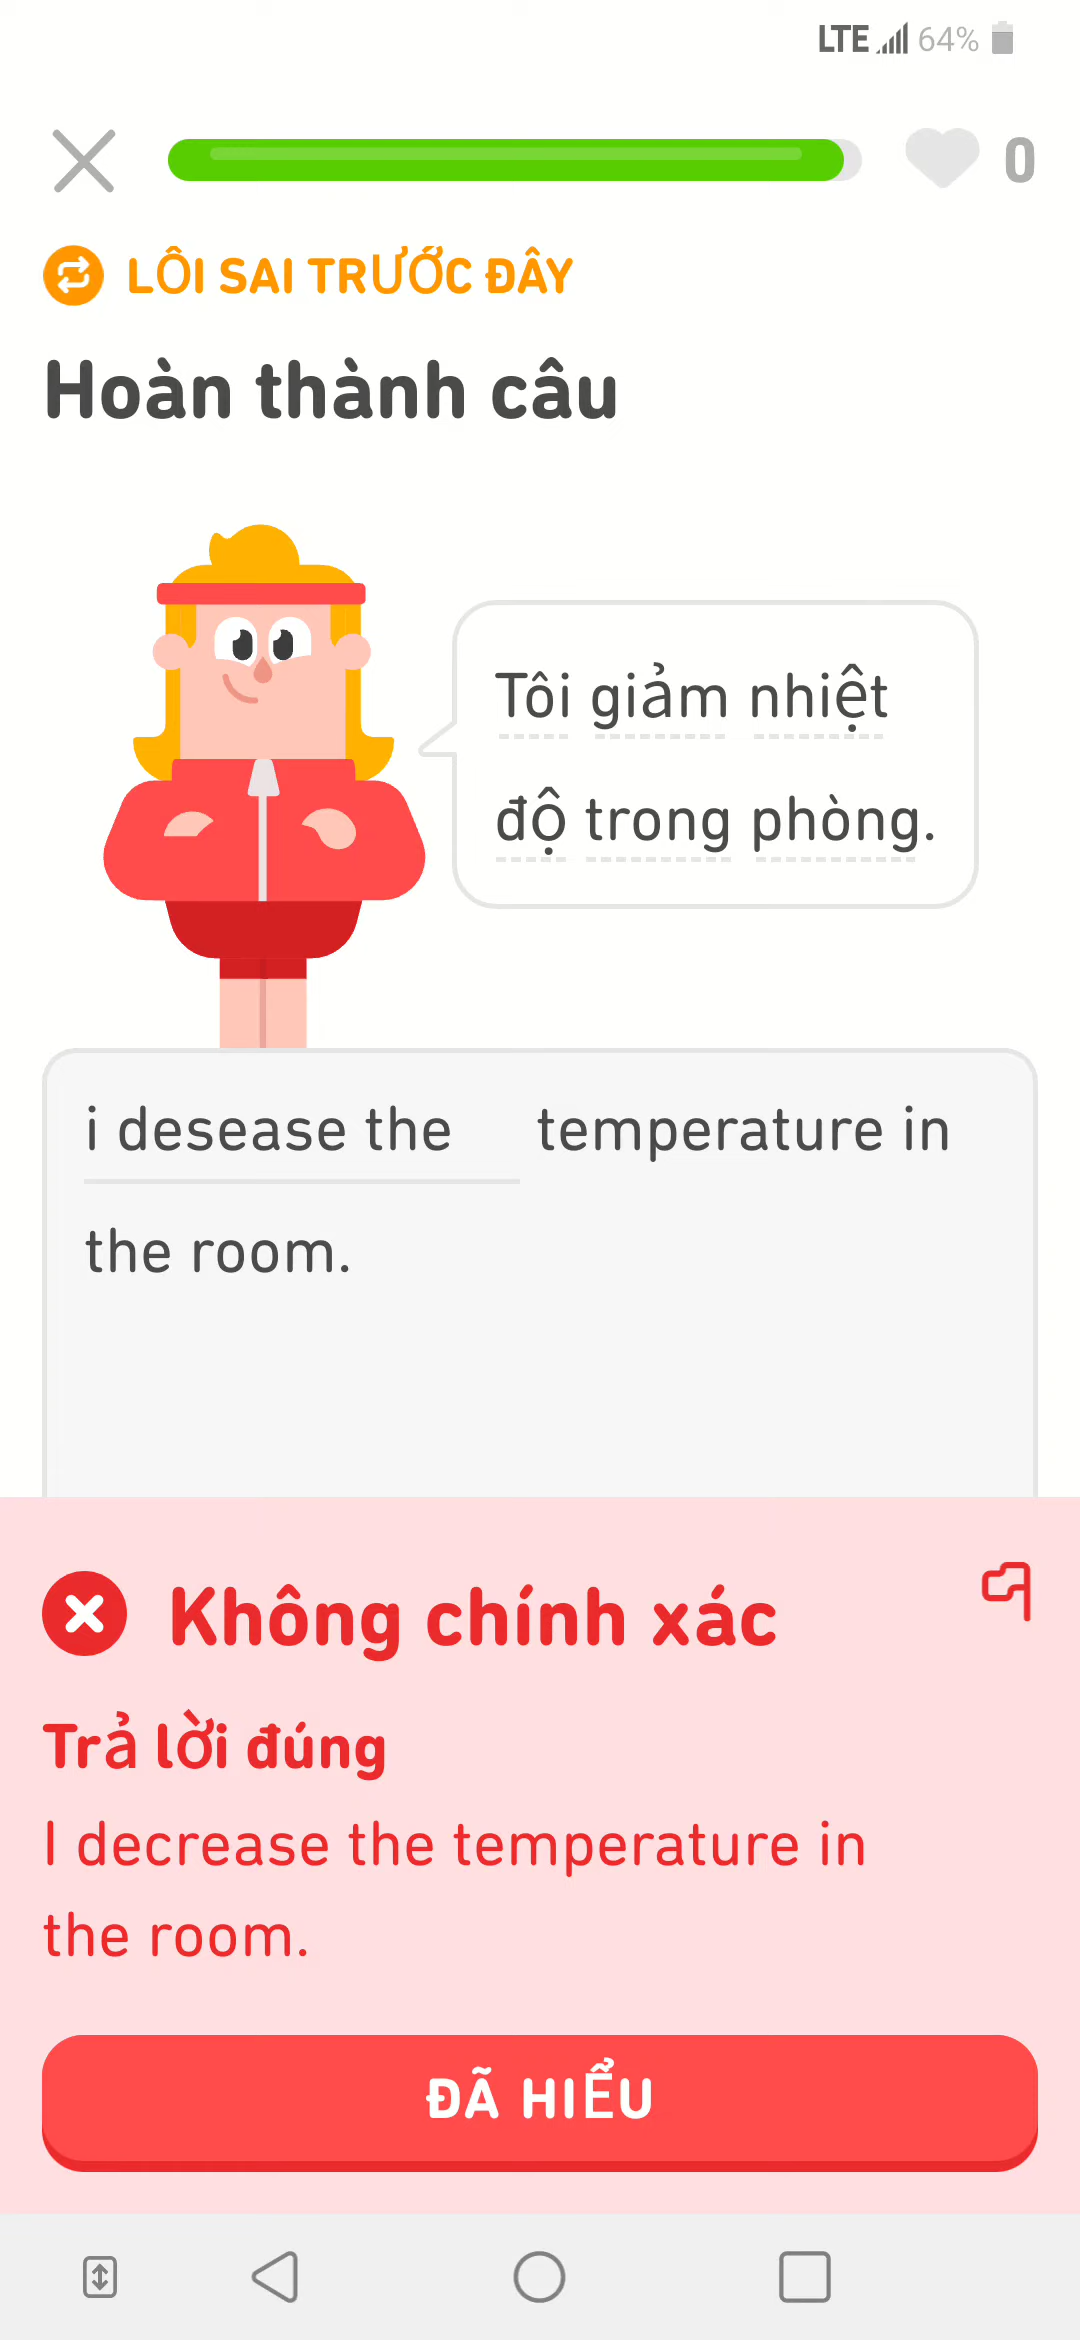 LTE 64%
0
LỖI SAI TRƯỚC ĐÂY
Hoàn thành câu
Tôi giảm nhiệt
độ trong phòng.
i desease the temperature in
the room.
Không chính xác
Trả lời đúng
I decrease the temperature in
the room.
ĐÃ HIỂU